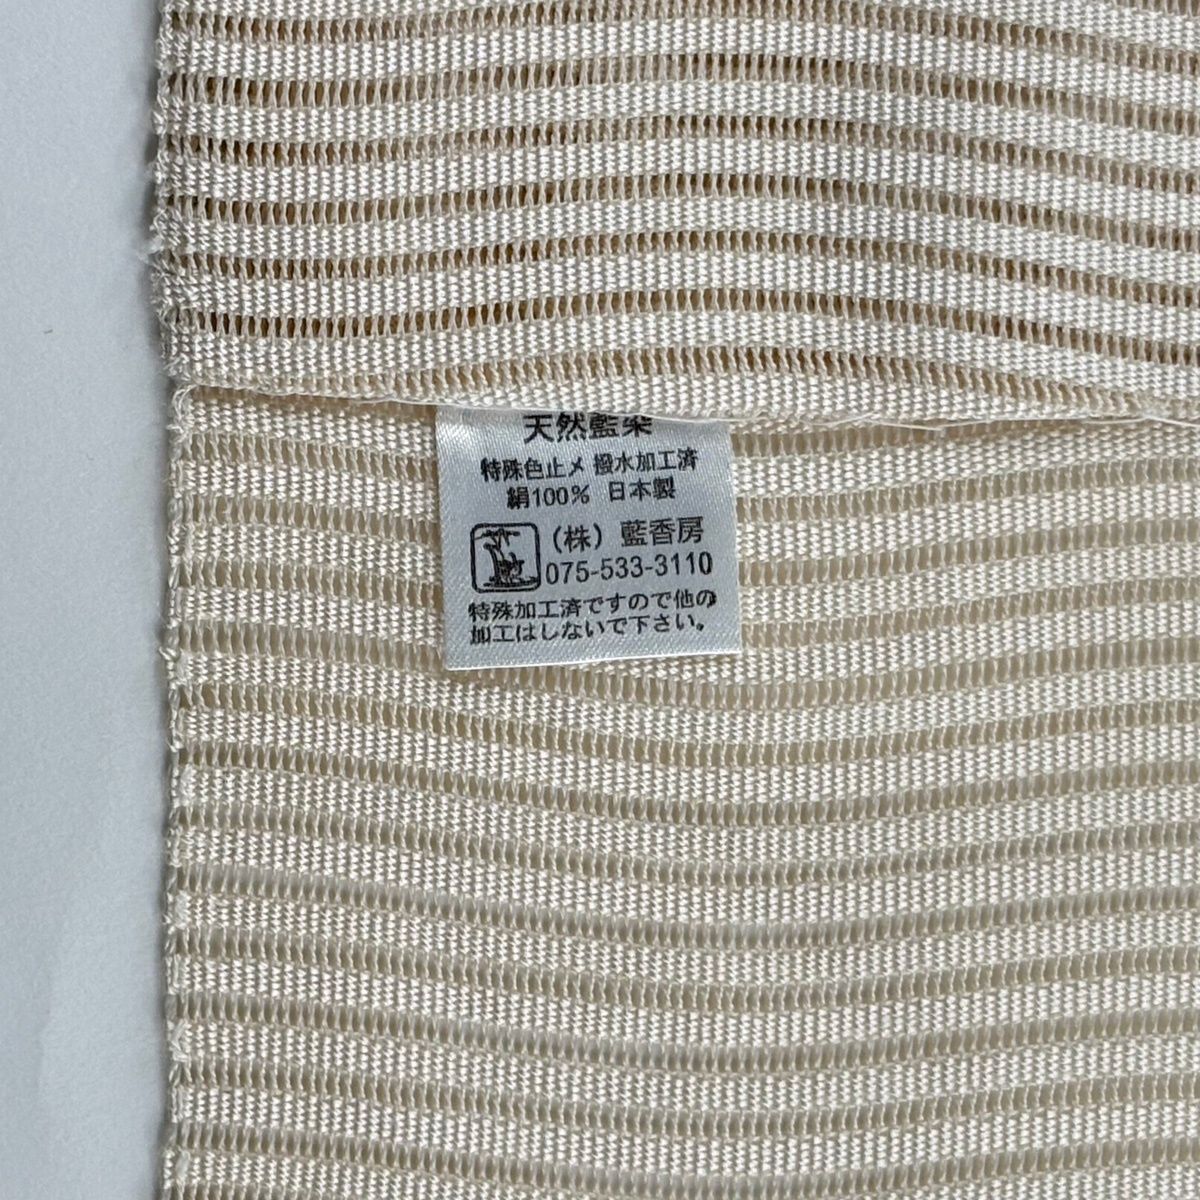 天然藍染
特殊色止メ 撥水加工済
絹100% 日本製
(株) 藍香房
075-533-3110
特殊加工済ですので他の
加工はしないで下さい。